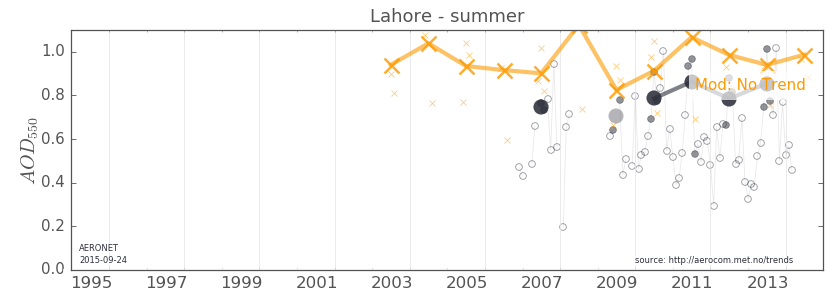 Lahore - summer
1.0
0.8
0.6
0.4
0.2
0.0
AOD550
Mod: No Trend
AERONET
2015-09-24
source: http://aerocom.met.no/trends
1995 1997 1999 2001 2003 2005 2007 2009 2011 2013